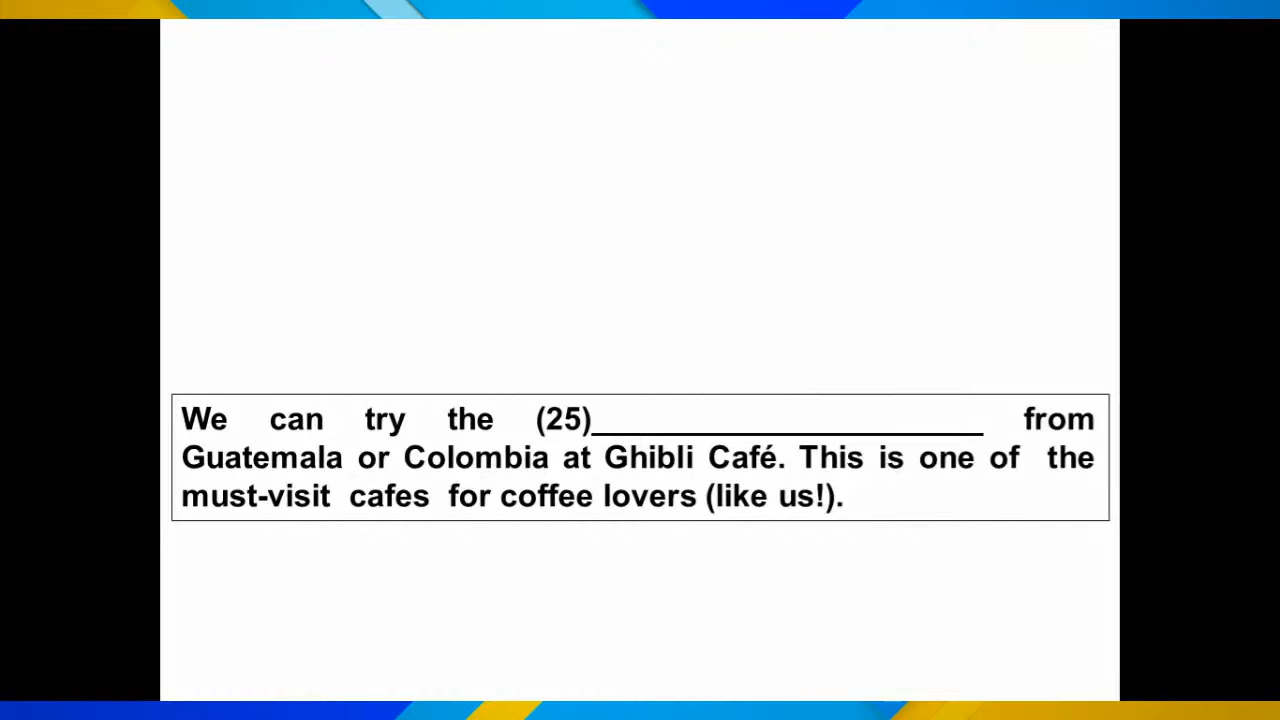 We can try the (25)______________________ from
Guatemala or Colombia at Ghibli Café. This is one of the
must-visit cafes for coffee lovers (like us!).